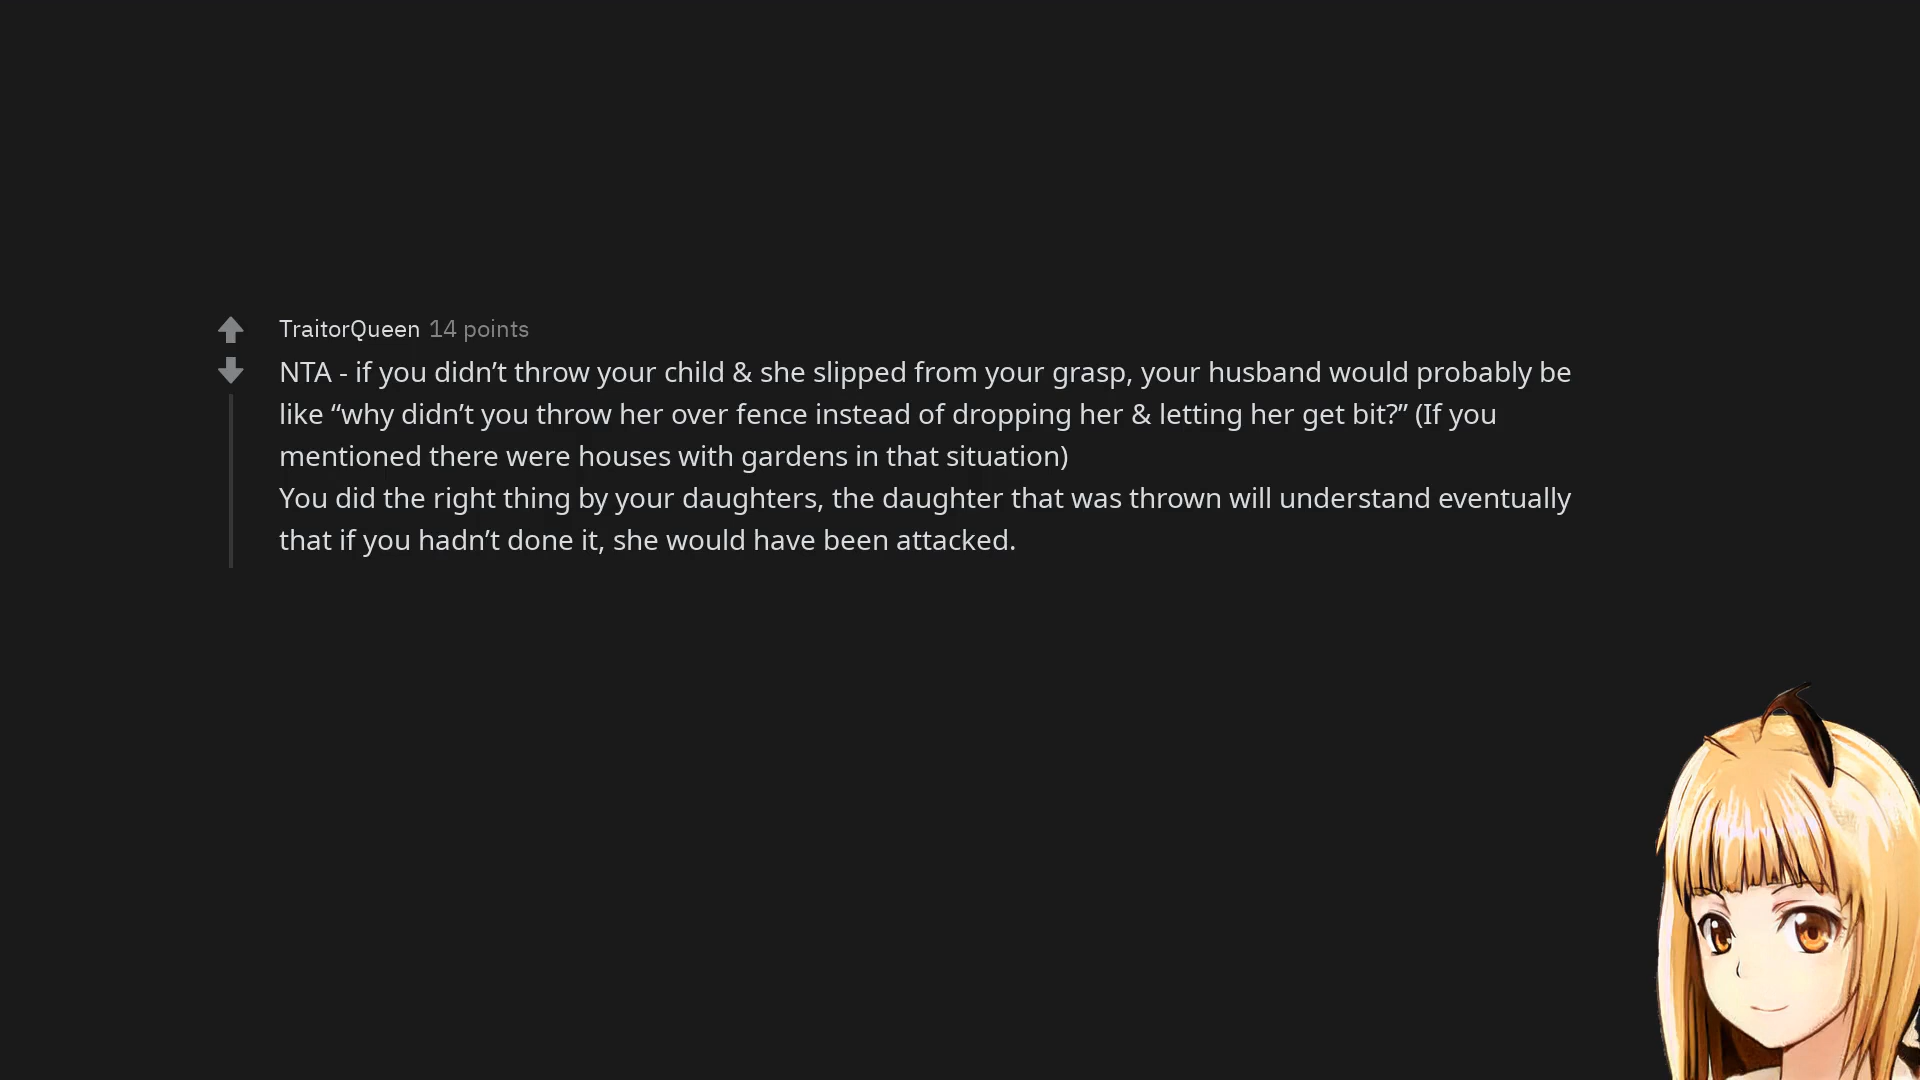 TraitorQueen 14 points
NTA - if you didn’t throw your child & she slipped from your grasp, your husband would probably be
like “why didn’t you throw her over fence instead of dropping her & letting her get bit?” (If you
mentioned there were houses with gardens in that situation)
You did the right thing by your daughters, the daughter that was thrown will understand eventually
that if you hadn’t done it, she would have been attacked.